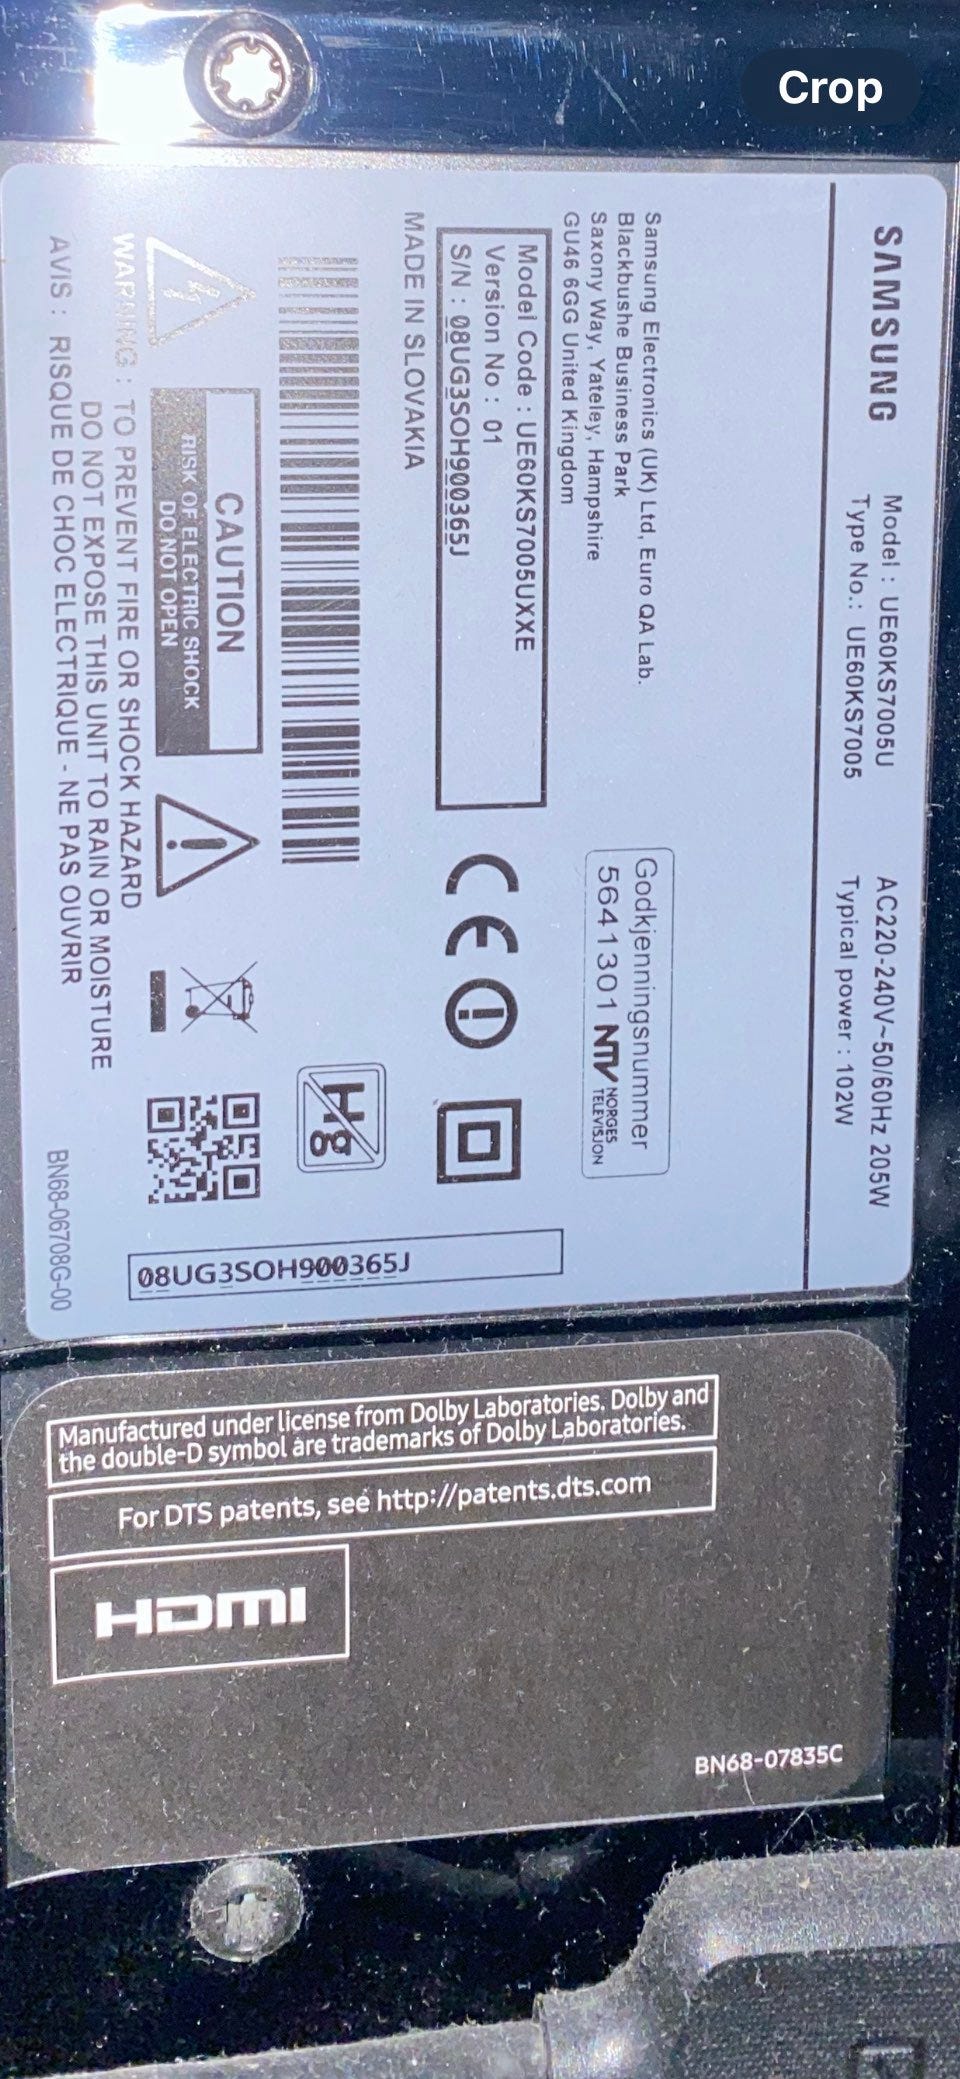 Crop
SAMSUNG
Model : UE60KS7005U
Type No.: UE60KS7005
AC220-240V~50/60Hz 205W
Typical power : 102W
Samsung Electronics (UK) Ltd, Euro QA Lab.
Blackbushe Business Park
Saxony Way, Yateley, Hampshire
GU46 6GG United Kingdom
Godkjenningsnummer
5641301 NTV NORGES
TELEVISJON
Model Code : UE60KS7005UXXE
Version No : 01
S/N : 08UG3SOH900365J
CE
MADE IN SLOVAKIA
Hg
CAUTION
RISK OF ELECTRIC SHOCK
DO NOT OPEN
WARNING : TO PREVENT FIRE OR SHOCK HAZARD
DO NOT EXPOSE THIS UNIT TO RAIN OR MOISTURE
AVIS : RISQUE DE CHOC ELECTRIQUE - NE PAS OUVRIR
BN68-06708G-00
08UG3SOH900365J
Manufactured under license from Dolby Laboratories. Dolby and
the double-D symbol are trademarks of Dolby Laboratories.
For DTS patents, see http://patents.dts.com
HDMI
BN68-07835C